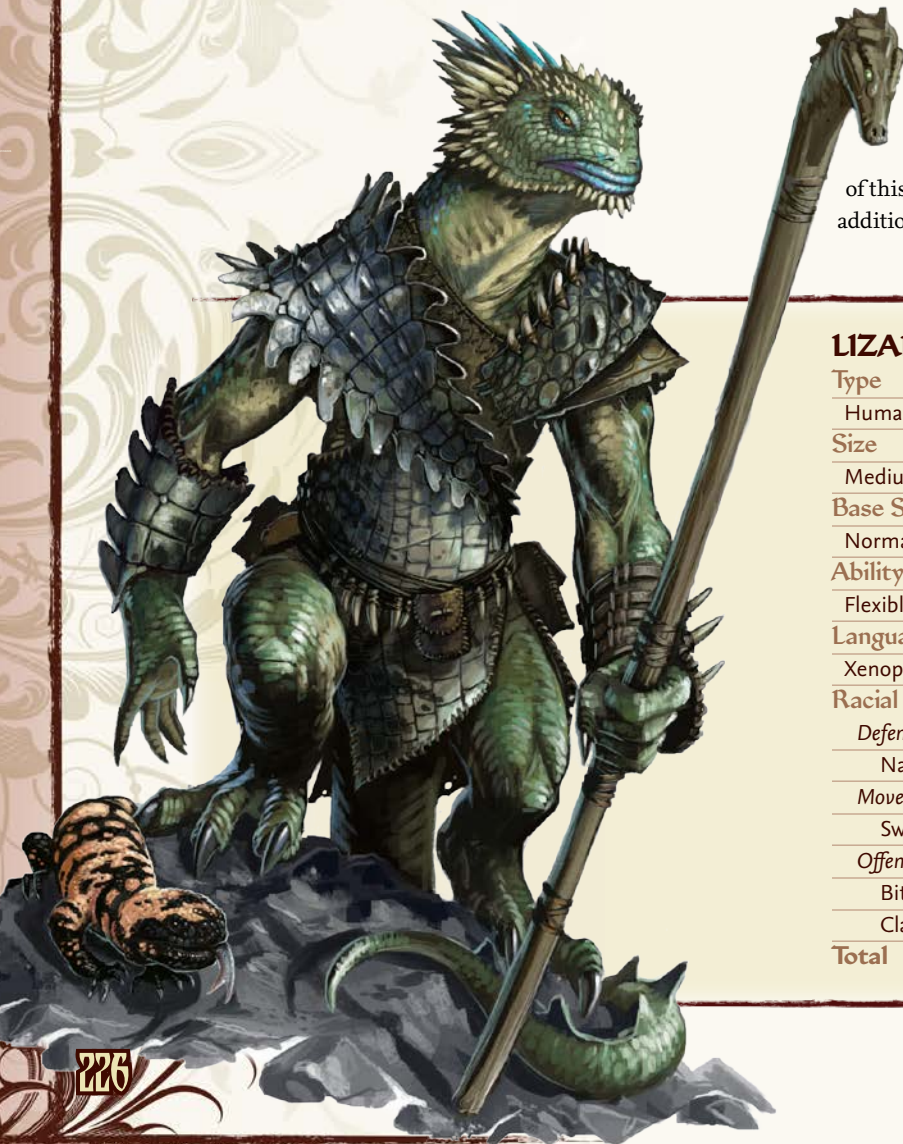 of this
additio
LIZA
Type
Huma
Size
Mediu
Base S
Norma
Ability
Flexibl
Langua
Xenop
Racial
Defen
Na
Move
Sw
Offen
Bit
Cla
Total
226